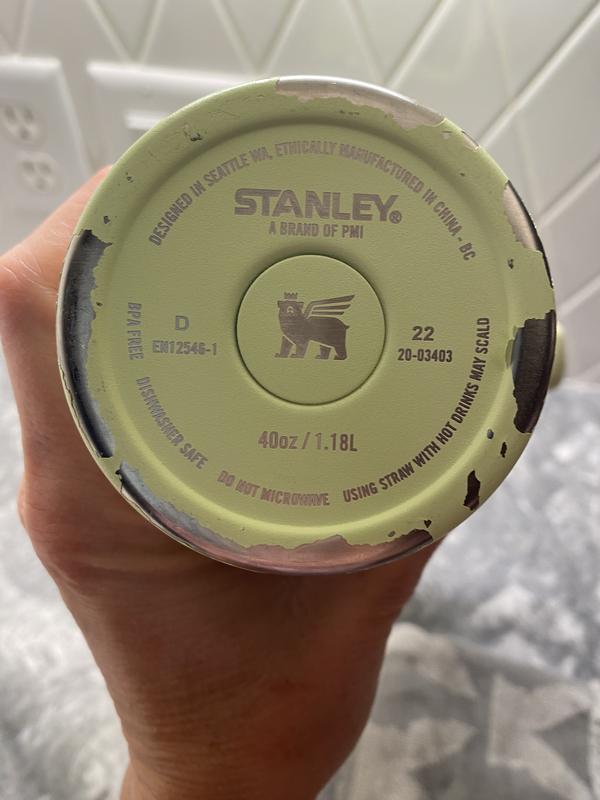 DESIGNED IN SEATTLE WA, ETHICALLY MANUFACTURED IN CHINA - BC
STANLEY®
A BRAND OF PMI
D
EN12546-1
22
20-03403
40oz / 1.18L
BPA FREE DISHWASHER SAFE DO NOT MICROWAVE USING STRAW WITH HOT DRINKS MAY SCALD